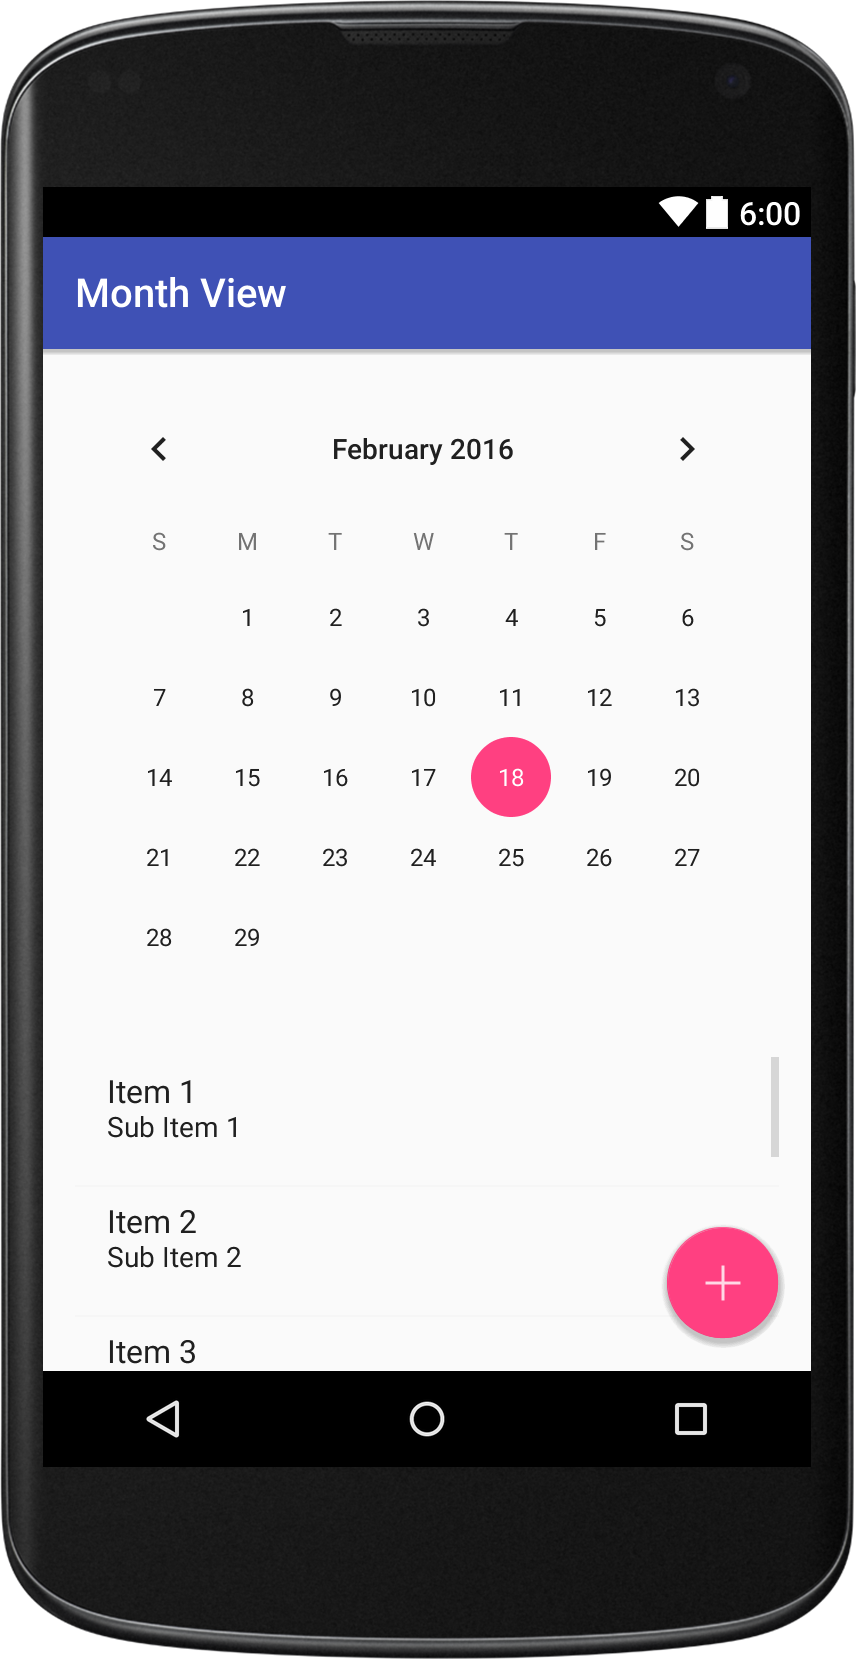 6:00
Month View
February 2016
S M T W T F S
1 2 3 4 5 6
7 8 9 10 11 12 13
14 15 16 17 18 19 20
21 22 23 24 25 26 27
28 29
Item 1
Sub Item 1
Item 2
Sub Item 2
Item 3